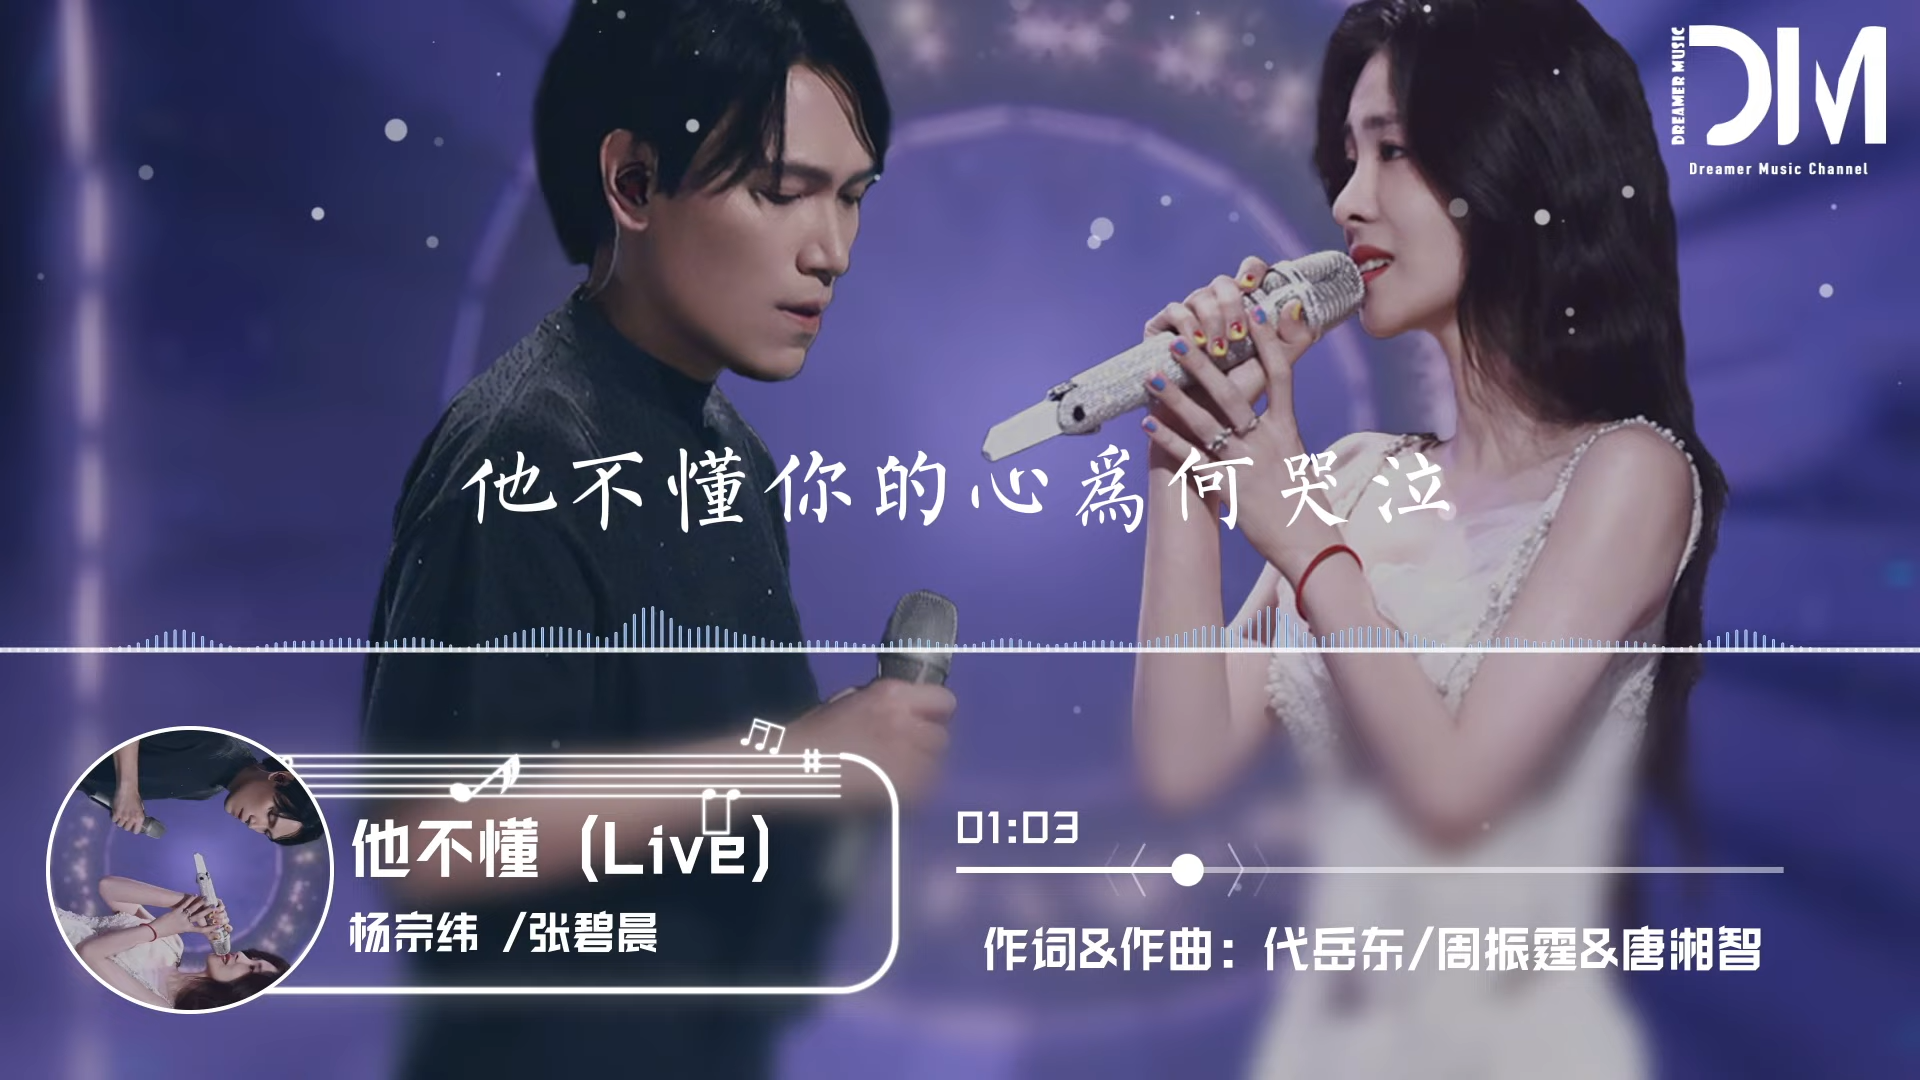 DREAMER MUSIC
DM
Dreamer Music Channel
他不懂你的心爲何哭泣
他不懂（Live）
杨宗纬 /张碧晨
01:03
作词&作曲：代岳东/周振霆&唐湘智